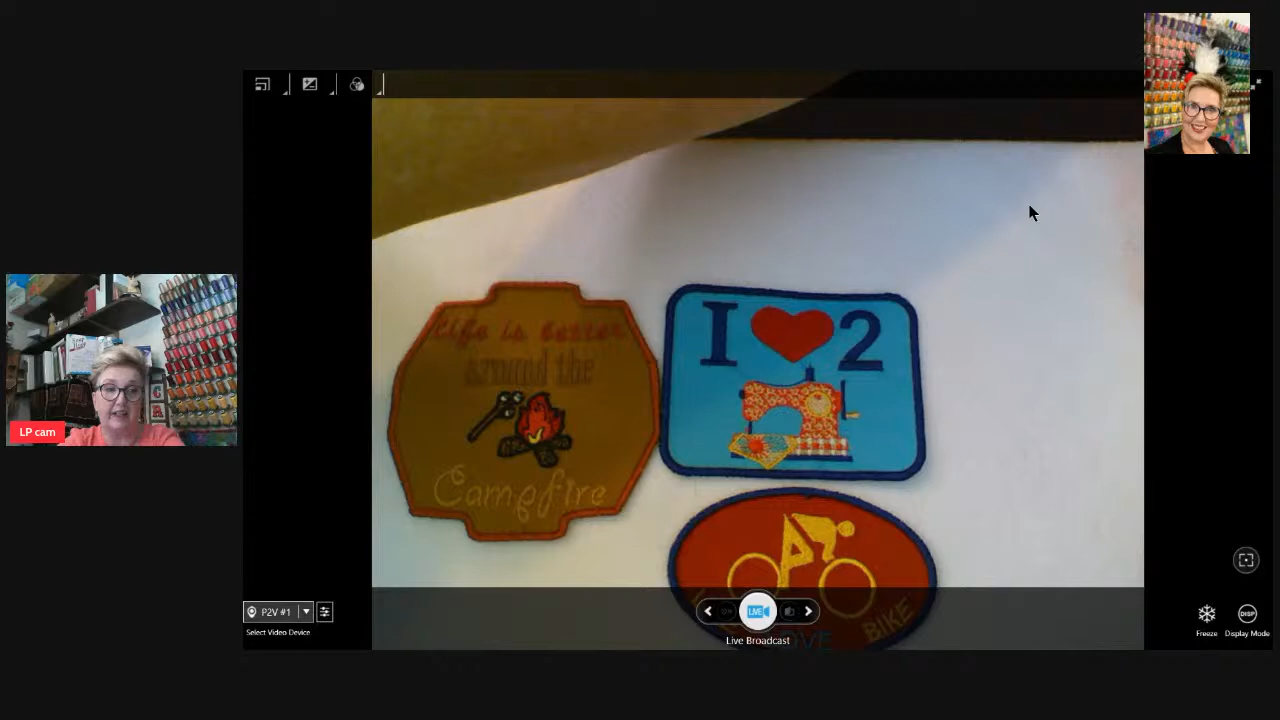 LP cam
Life is better
Around the
Campfire
I 2
BIKE
P2V #1
Select Video Device
LIVE
Live Broadcast
Freeze
DISP
Display Mode